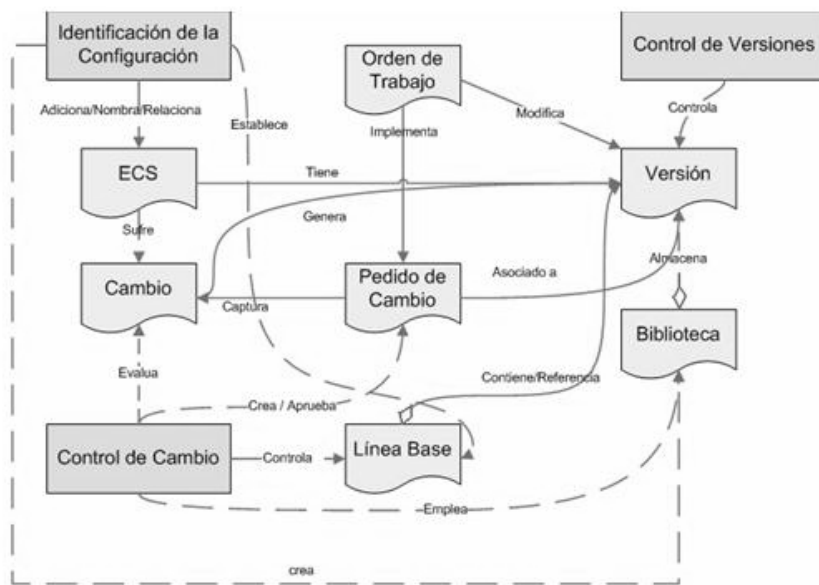 Identificación de la
Configuración
Control de Versiones
Orden de
Trabajo
Adiciona/Nombra/Relaciona
Establece
Implementa
Modifica
Controla
ECS
Tiene
Versión
Sufre
Genera
Cambio
Captura
Pedido de
Cambio
Asociado a
Almacena
Biblioteca
Evalua
Crea / Aprueba
Contiene/Referencia
Control de Cambio
Controla
Línea Base
Emplea
crea